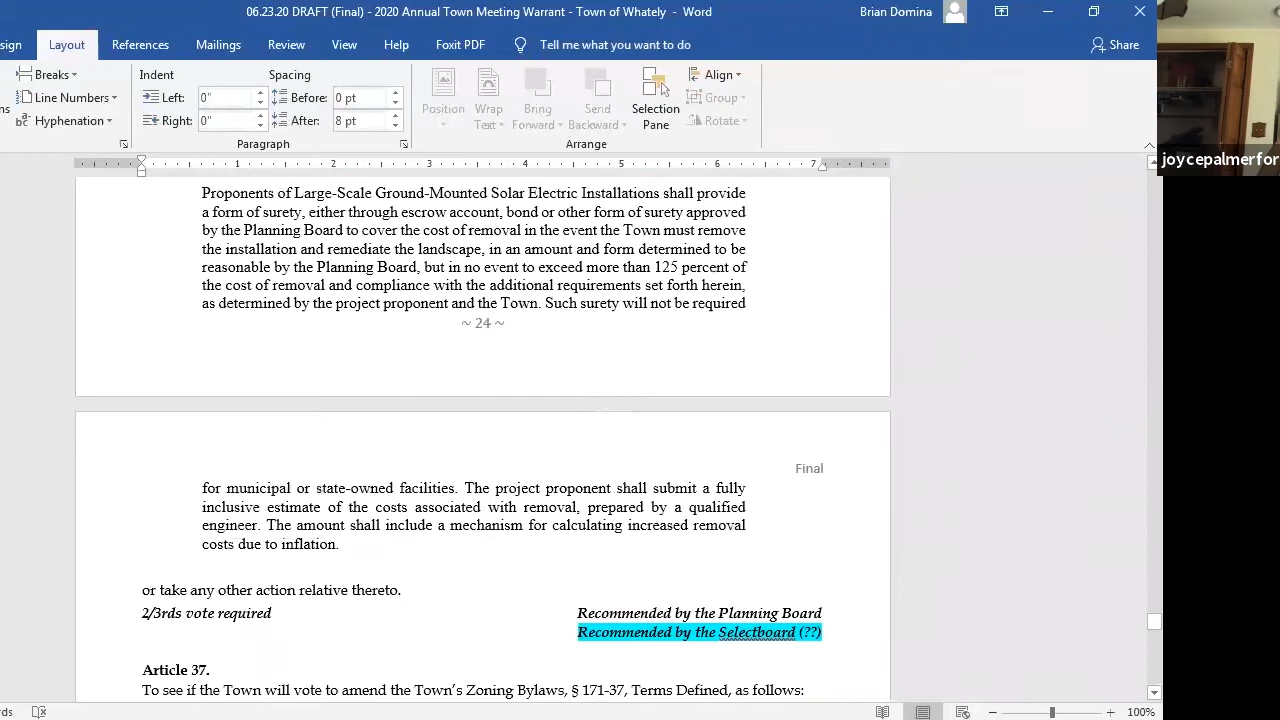 06.23.20 DRAFT (Final) - 2020 Annual Town Meeting Warrant - Town of Whately - Word
Brian Domina
sign Layout References Mailings Review View Help Foxit PDF Tell me what you want to do Share
Breaks Indent Spacing
Line Numbers Left: 0" Before: 0 pt
Hyphenation Right: 0" After: 8 pt
Position Wrap Text Bring Forward Send Backward Selection Pane
Align
Group
Rotate
Paragraph Arrange
1 2 3 4 5 6 7
joycepalmerfor
Proponents of Large-Scale Ground-Mounted Solar Electric Installations shall provide
a form of surety, either through escrow account, bond or other form of surety approved
by the Planning Board to cover the cost of removal in the event the Town must remove
the installation and remediate the landscape, in an amount and form determined to be
reasonable by the Planning Board, but in no event to exceed more than 125 percent of
the cost of removal and compliance with the additional requirements set forth herein,
as determined by the project proponent and the Town. Such surety will not be required
~ 24 ~
Final
for municipal or state-owned facilities. The project proponent shall submit a fully
inclusive estimate of the costs associated with removal, prepared by a qualified
engineer. The amount shall include a mechanism for calculating increased removal
costs due to inflation.
or take any other action relative thereto.
2/3rds vote required Recommended by the Planning Board
Recommended by the Selectboard (??)
Article 37.
To see if the Town will vote to amend the Town's Zoning Bylaws, § 171-37, Terms Defined, as follows:
100%